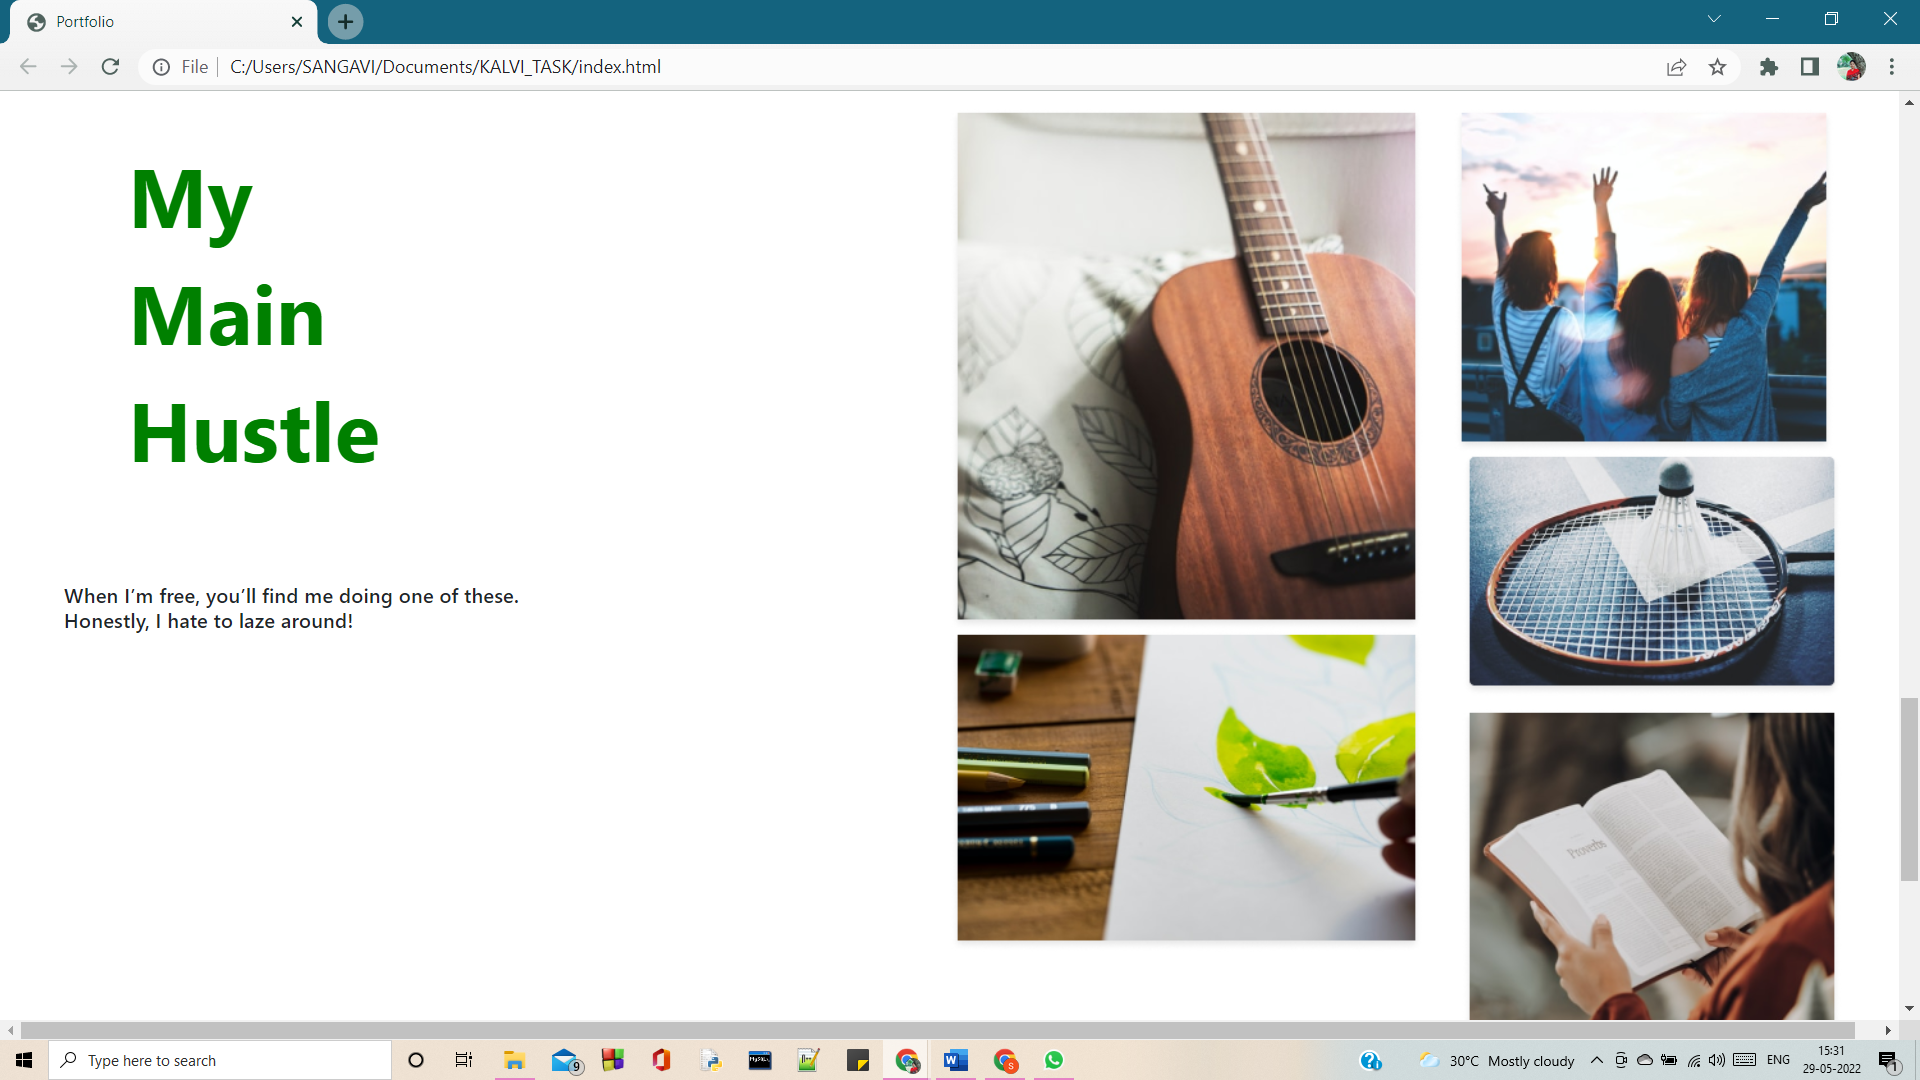 Portfolio
File
C:/Users/SANGAVI/Documents/KALVI_TASK/index.html
My
Main
Hustle
When I’m free, you’ll find me doing one of these.
Honestly, I hate to laze around!
775
Proverbs
Type here to search
9
MySQL
W
S
30°C Mostly cloudy
ENG
15:31
29-05-2022
1